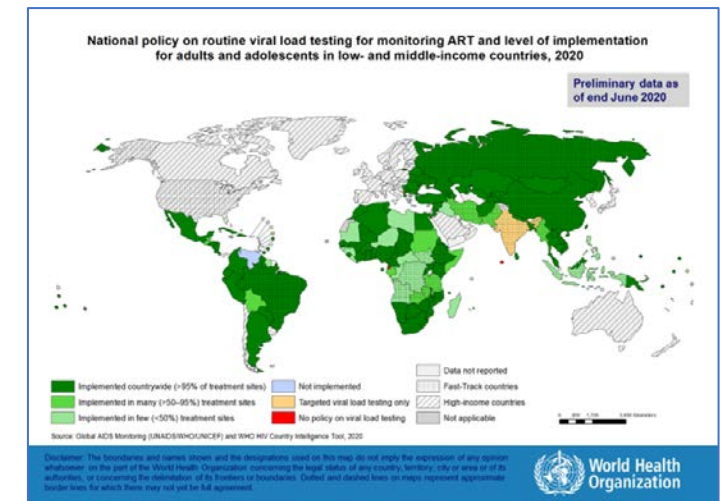 National policy on routine viral load testing for monitoring ART and level of implementation
for adults and adolescents in low- and middle-income countries, 2020
Preliminary data as
of end June 2020
Implemented countrywide (>95% of treatment sites)
Implemented in many (>50–95%) treatment sites
Implemented in few (<50%) treatment sites
Not implemented
Targeted viral load testing only
No policy on viral load testing
Data not reported
Fast-Track countries
High-income countries
Not applicable
Source: Global AIDS Monitoring (UNAIDS/WHO/UNICEF) and WHO HIV Country Intelligence Tool, 2020
Disclaimer: The boundaries and names shown and the designations used on this map do not imply the expression of any opinion
whatsoever on the part of the World Health Organization concerning the legal status of any country, territory, city or area or of its
authorities, or concerning the delimitation of its frontiers or boundaries. Dotted and dashed lines on maps represent approximate
border lines for which there may not yet be full agreement.
World Health
Organization